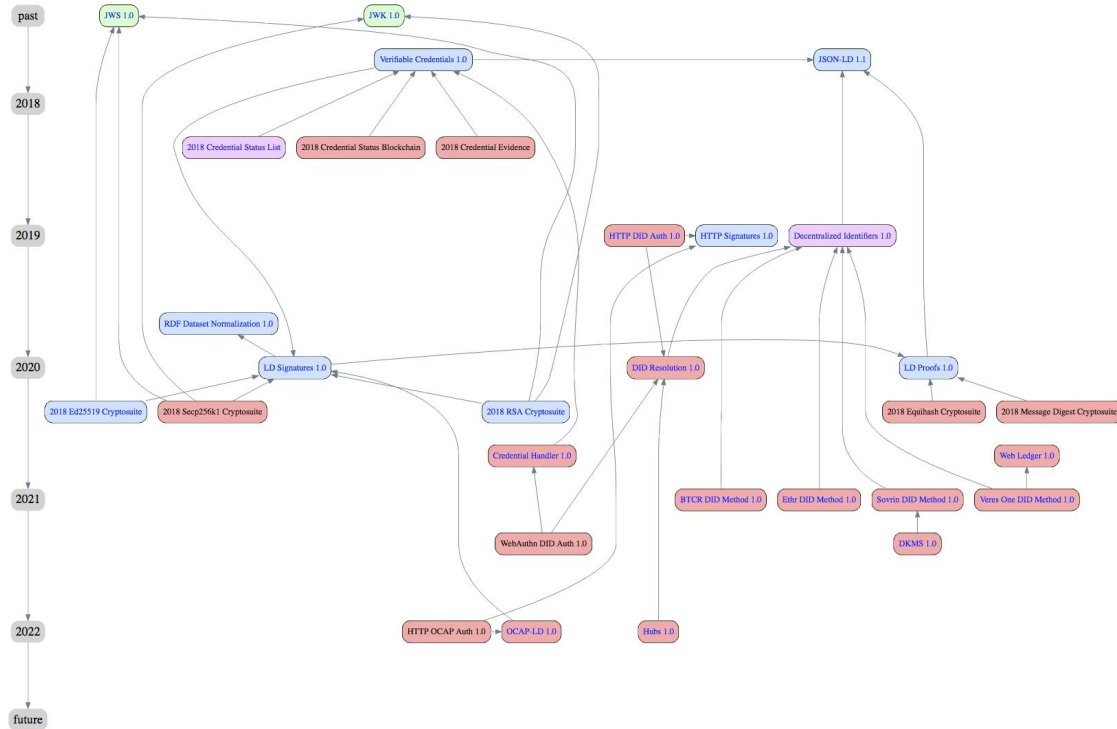 past
JWS 1.0
JWK 1.0
Verifiable Credentials 1.0
JSON-LD 1.1
2018
2018 Credential Status List
2018 Credential Status Blockchain
2018 Credential Evidence
2019
HTTP DID Auth 1.0
HTTP Signatures 1.0
Decentralized Identifiers 1.0
RDF Dataset Normalization 1.0
2020
LD Signatures 1.0
DID Resolution 1.0
LD Proofs 1.0
2018 Ed25519 Cryptosuite
2018 Secp256k1 Cryptosuite
2018 RSA Cryptosuite
2018 Equihash Cryptosuite
2018 Message Digest Cryptosuite
Credential Handler 1.0
Web Ledger 1.0
2021
BTCR DID Method 1.0
Ethr DID Method 1.0
Sovrin DID Method 1.0
Veres One DID Method 1.0
WebAuthn DID Auth 1.0
DKMS 1.0
2022
HTTP OCAP Auth 1.0
OCAP-LD 1.0
Hubs 1.0
future